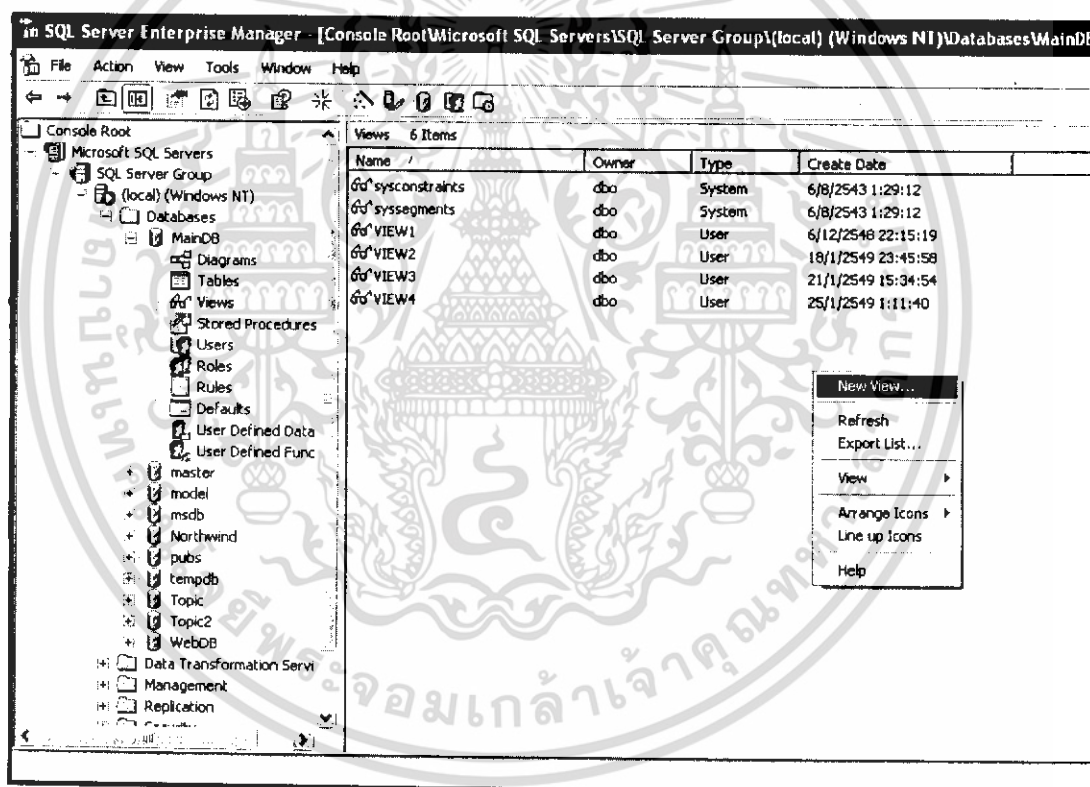 SQL Server Enterprise Manager - [Console Root\Microsoft SQL Servers\SQL Server Group\(local) (Windows NT)\Databases\MainDB
File Action View Tools Window Help
Console Root
Microsoft SQL Servers
SQL Server Group
(local) (Windows NT)
Databases
MainDB
Diagrams
Tables
Views
Stored Procedures
Users
Roles
Rules
Defaults
User Defined Data
User Defined Func
master
model
msdb
Northwind
pubs
tempdb
Topic
Topic2
WebDB
Data Transformation Servi
Management
Replication
Views 6 Items
Name / Owner Type Create Date
sysconstraints dbo System 6/8/2543 1:29:12
syssegments dbo System 6/8/2543 1:29:12
VIEW1 dbo User 6/12/2548 22:15:19
VIEW2 dbo User 18/1/2549 23:45:58
VIEW3 dbo User 21/1/2549 15:34:54
VIEW4 dbo User 25/1/2549 1:11:40
New View...
Refresh
Export List...
View
Arrange Icons
Line up Icons
Help
พระจอมเกล้าเจ้าคุณทหาร